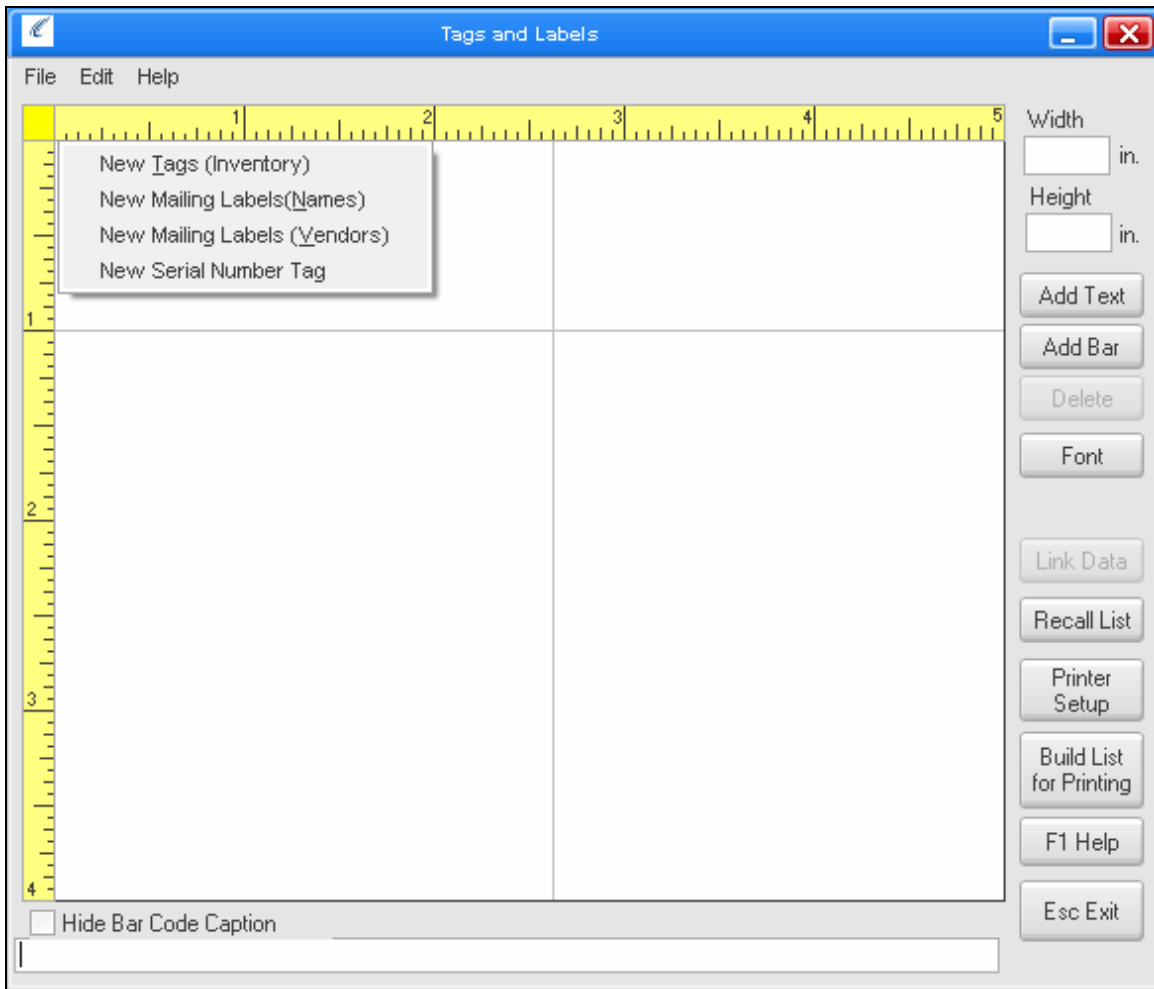 Tags and Labels
File Edit Help
1 2 3 4 5
Width
in.
Height
in.
New Tags (Inventory)
New Mailing Labels(Names)
New Mailing Labels (Vendors)
New Serial Number Tag
1
2
3
4
Add Text
Add Bar
Delete
Font
Link Data
Recall List
Printer
Setup
Build List
for Printing
F1 Help
Esc Exit
Hide Bar Code Caption